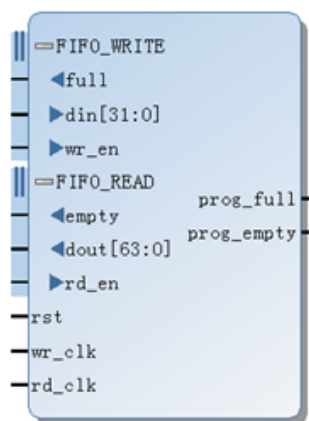 FIFO_WRITE
full
din[31:0]
wr_en
FIFO_READ
empty
dout[63:0]
rd_en
rst
wr_clk
rd_clk
prog_full
prog_empty